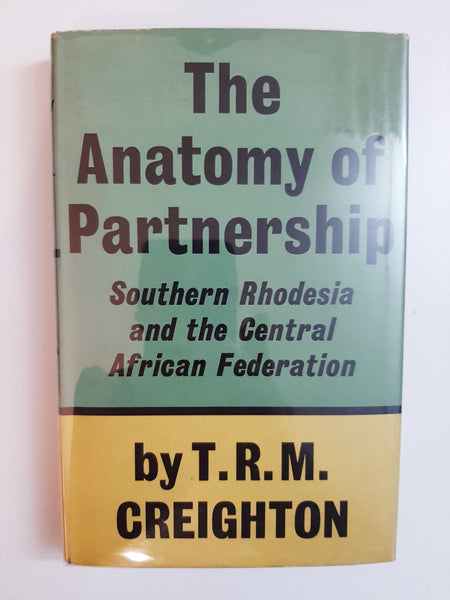 The
Anatomy of
Partnership
Southern Rhodesia
and the Central
African Federation
by T.R.M.
CREIGHTON